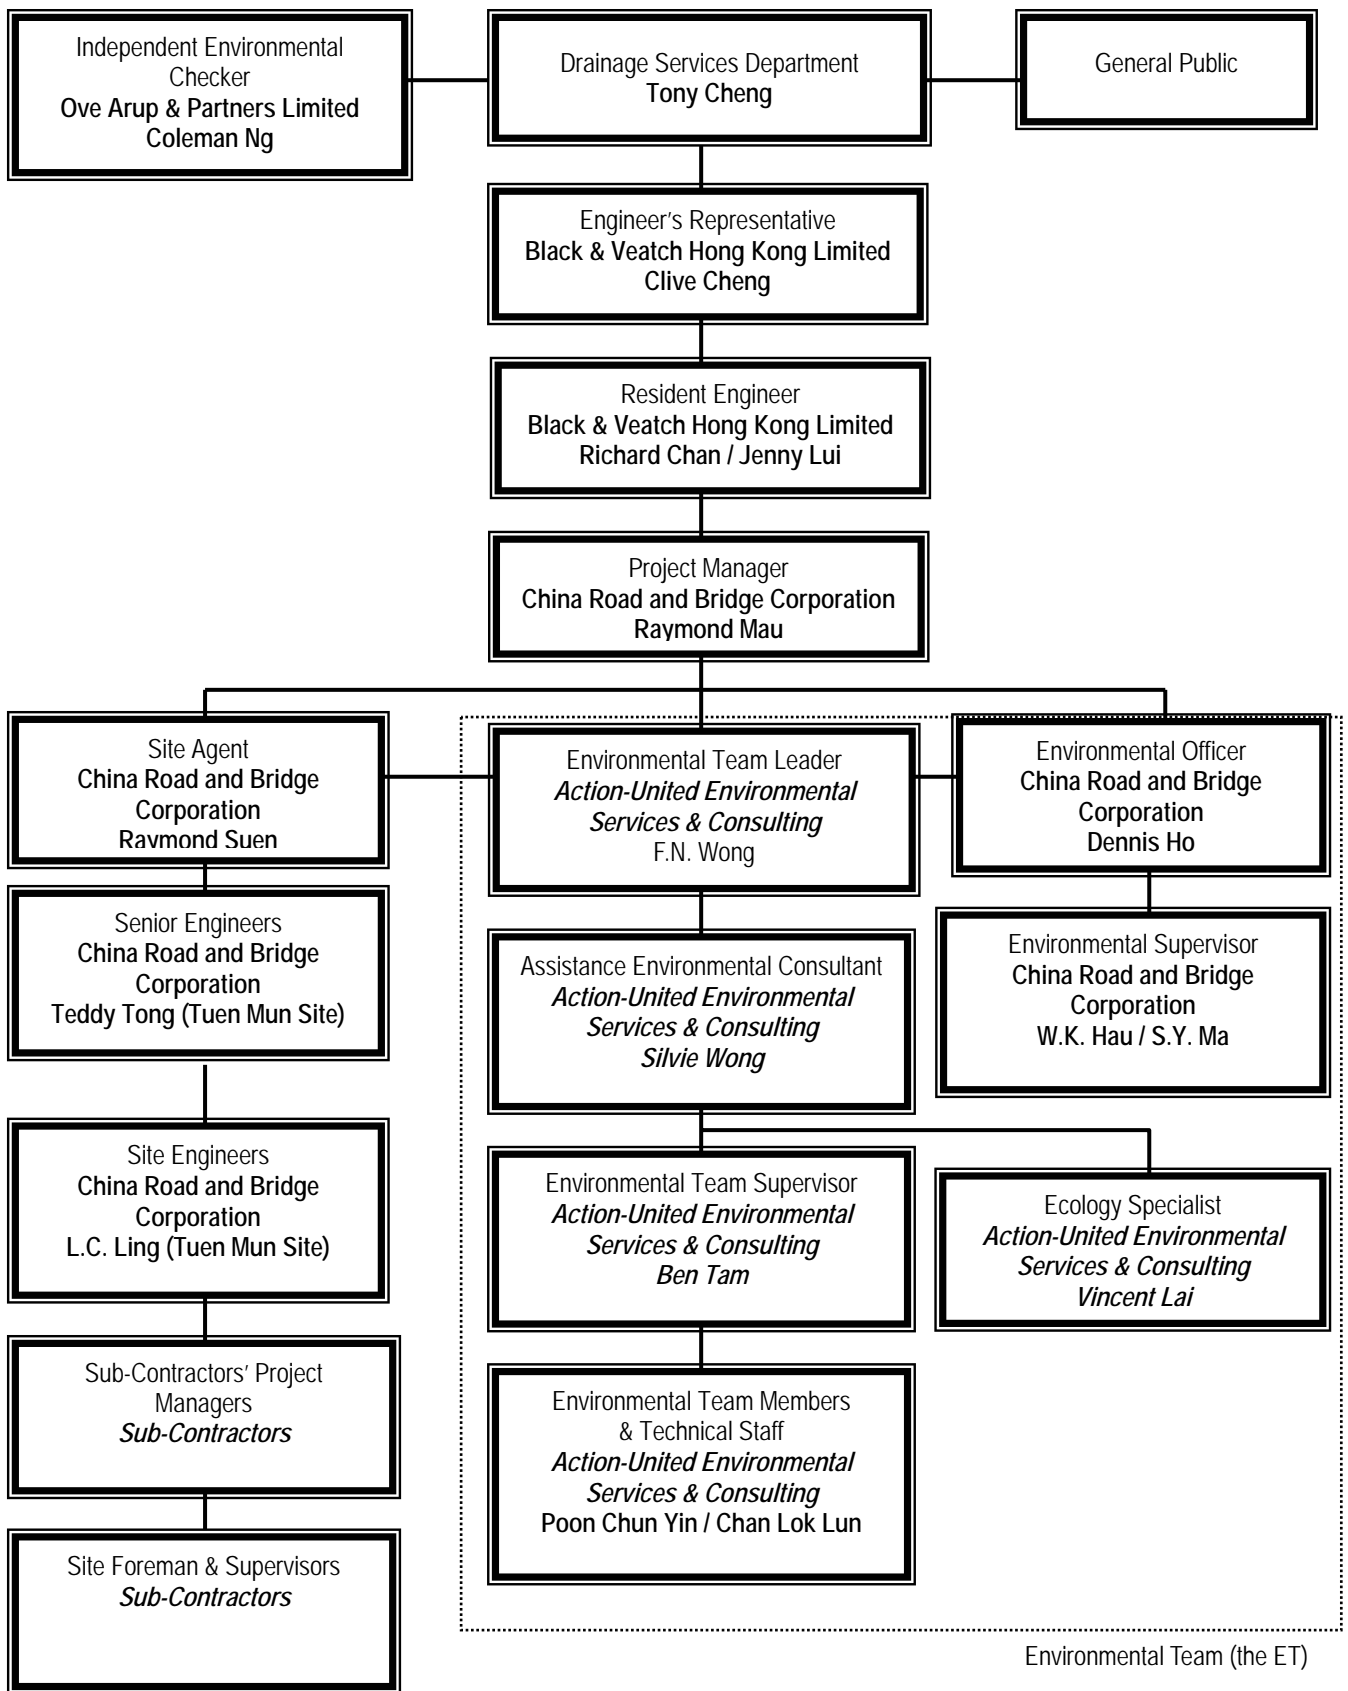 Independent Environmental
Checker
Ove Arup & Partners Limited
Coleman Ng
Drainage Services Department
Tony Cheng
General Public
Engineer's Representative
Black & Veatch Hong Kong Limited
Clive Cheng
Resident Engineer
Black & Veatch Hong Kong Limited
Richard Chan / Jenny Lui
Project Manager
China Road and Bridge Corporation
Raymond Mau
Site Agent
China Road and Bridge
Corporation
Raymond Suen
Environmental Team Leader
Action-United Environmental
Services & Consulting
F.N. Wong
Environmental Officer
China Road and Bridge
Corporation
Dennis Ho
Senior Engineers
China Road and Bridge
Corporation
Teddy Tong (Tuen Mun Site)
Assistance Environmental Consultant
Action-United Environmental
Services & Consulting
Silvie Wong
Environmental Supervisor
China Road and Bridge
Corporation
W.K. Hau / S.Y. Ma
Site Engineers
China Road and Bridge
Corporation
L.C. Ling (Tuen Mun Site)
Environmental Team Supervisor
Action-United Environmental
Services & Consulting
Ben Tam
Ecology Specialist
Action-United Environmental
Services & Consulting
Vincent Lai
Sub-Contractors' Project
Managers
Sub-Contractors
Environmental Team Members
& Technical Staff
Action-United Environmental
Services & Consulting
Poon Chun Yin / Chan Lok Lun
Site Foreman & Supervisors
Sub-Contractors
Environmental Team (the ET)